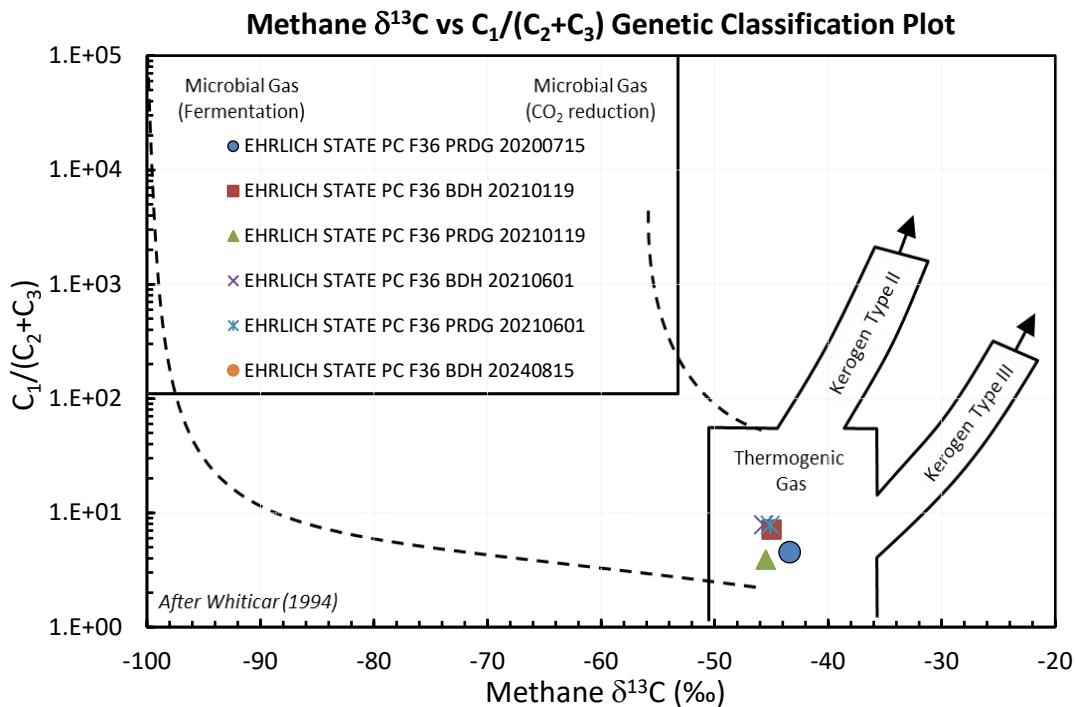 Methane δ¹³C vs C₁/(C₂+C₃) Genetic Classification Plot
1.E+05
1.E+04
1.E+03
1.E+02
1.E+01
1.E+00
C₁/(C₂+C₃)
Microbial Gas
(Fermentation)
Microbial Gas
(CO₂ reduction)
EHRLICH STATE PC F36 PRDG 20200715
EHRLICH STATE PC F36 BDH 20210119
EHRLICH STATE PC F36 PRDG 20210119
EHRLICH STATE PC F36 BDH 20210601
EHRLICH STATE PC F36 PRDG 20210601
EHRLICH STATE PC F36 BDH 20240815
Kerogen Type II
Kerogen Type III
Thermogenic
Gas
After Whiticar (1994)
-100 -90 -80 -70 -60 -50 -40 -30 -20
Methane δ¹³C (‰)